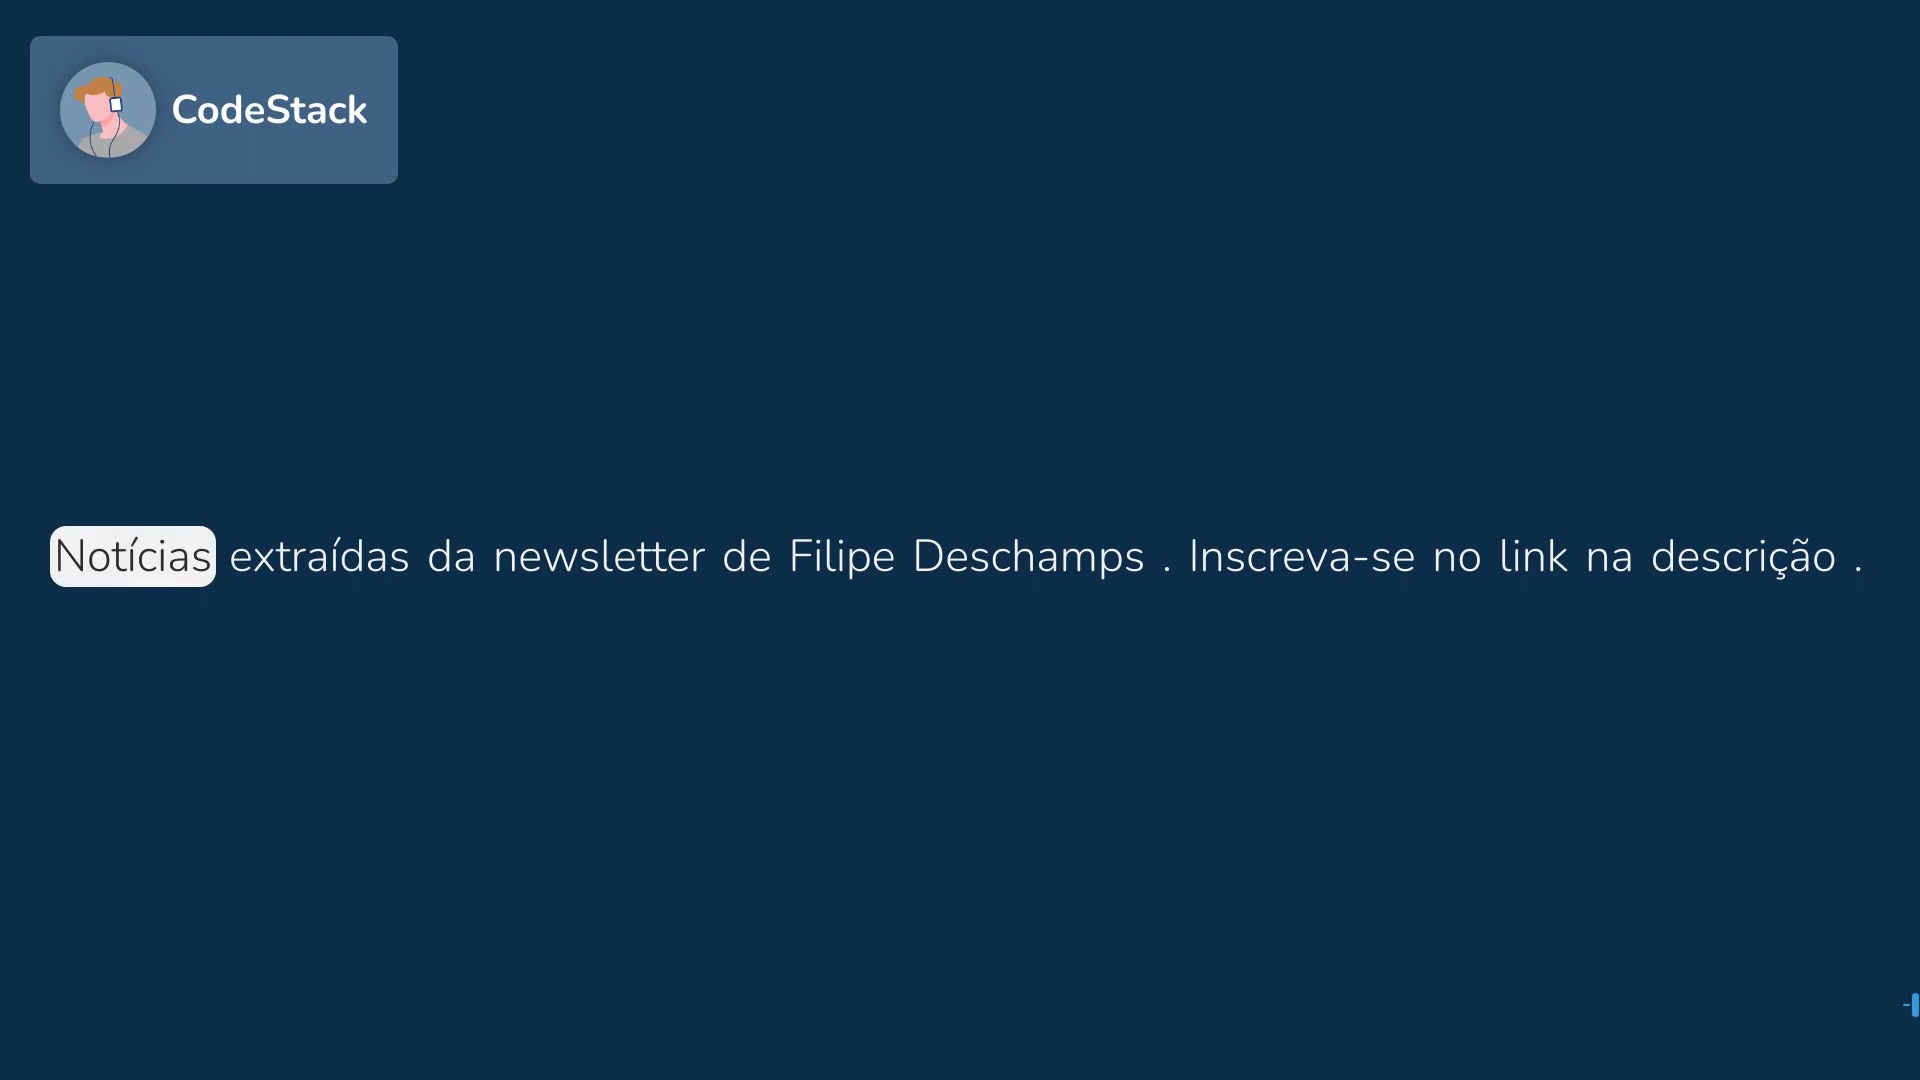 CodeStack
Notícias extraídas da newsletter de Filipe Deschamps . Inscreva-se no link na descrição .